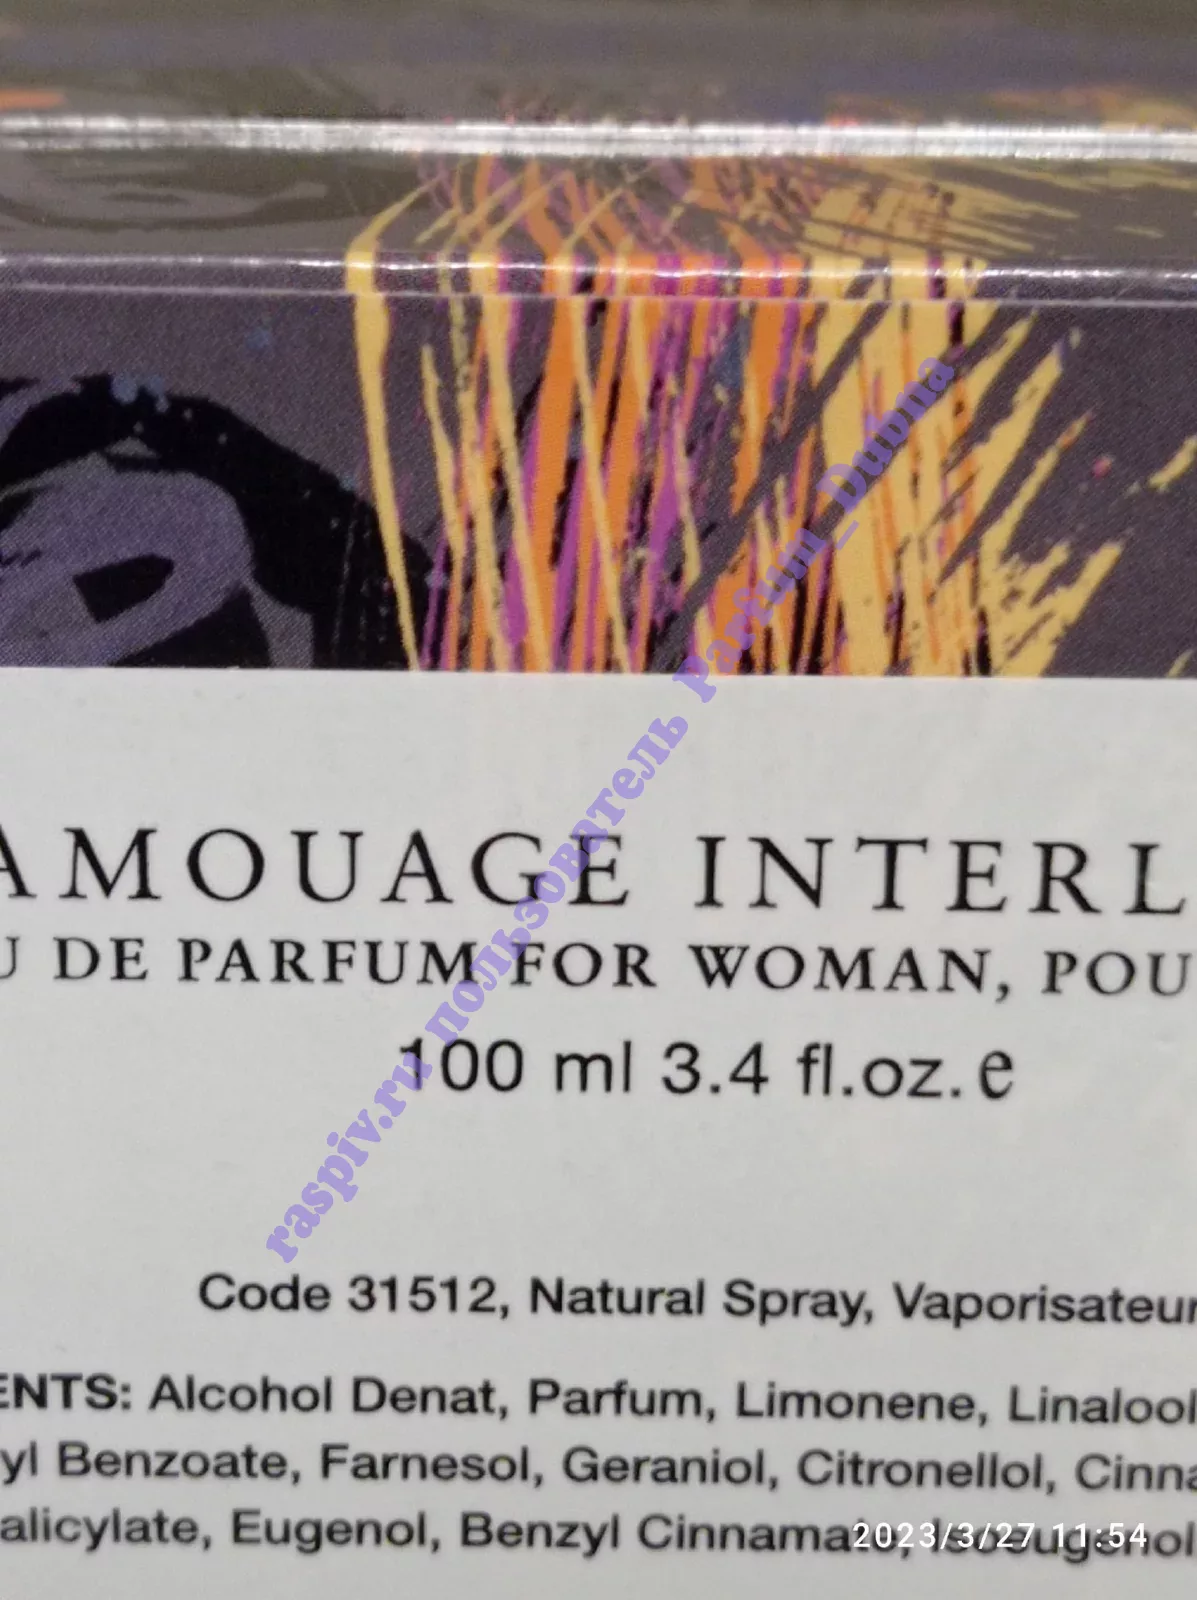 AMOUAGE INTERL
U DE PARFUM FOR WOMAN, POU
100 ml 3.4 fl.oz. e
raspiv.ru пользователь Parfum_Dubna
Code 31512, Natural Spray, Vaporisateur
ENTS: Alcohol Denat, Parfum, Limonene, Linalool
yl Benzoate, Farnesol, Geraniol, Citronellol, Cinna
alicylate, Eugenol, Benzyl Cinnamate, Isoeugenol
2023/3/27 11:54